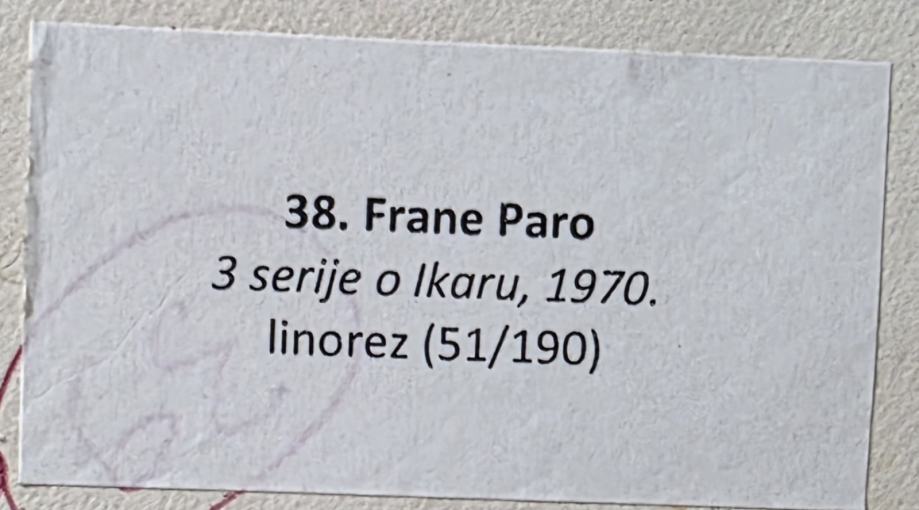 38. Frane Paro
3 serije o Ikaru, 1970.
linorez (51/190)